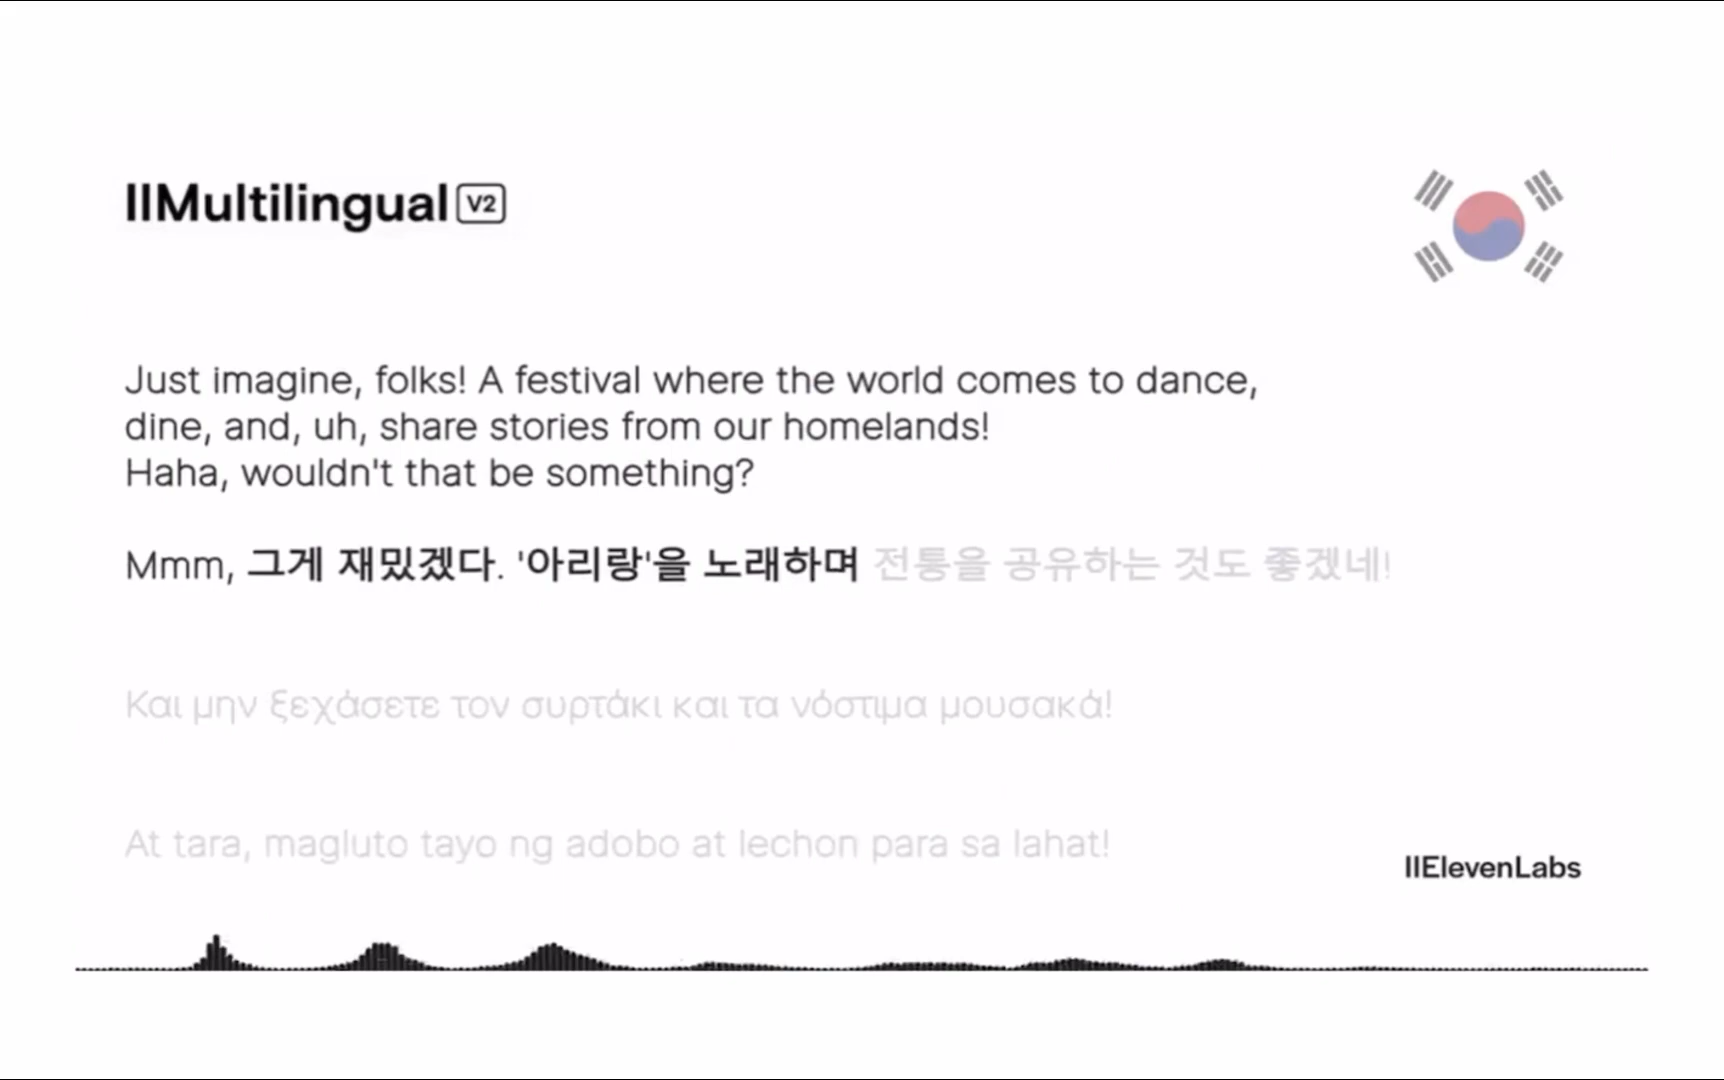 IIMultilingual V2
Just imagine, folks! A festival where the world comes to dance,
dine, and, uh, share stories from our homelands!
Haha, wouldn't that be something?
Mmm, 그게 재밌겠다. '아리랑'을 노래하며 전통을 공유하는 것도 좋겠네!
Και μην ξεχάσετε τον συρτάκι και τα νόστιμα μουσακά!
At tara, magluto tayo ng adobo at lechon para sa lahat!
IIElevenLabs